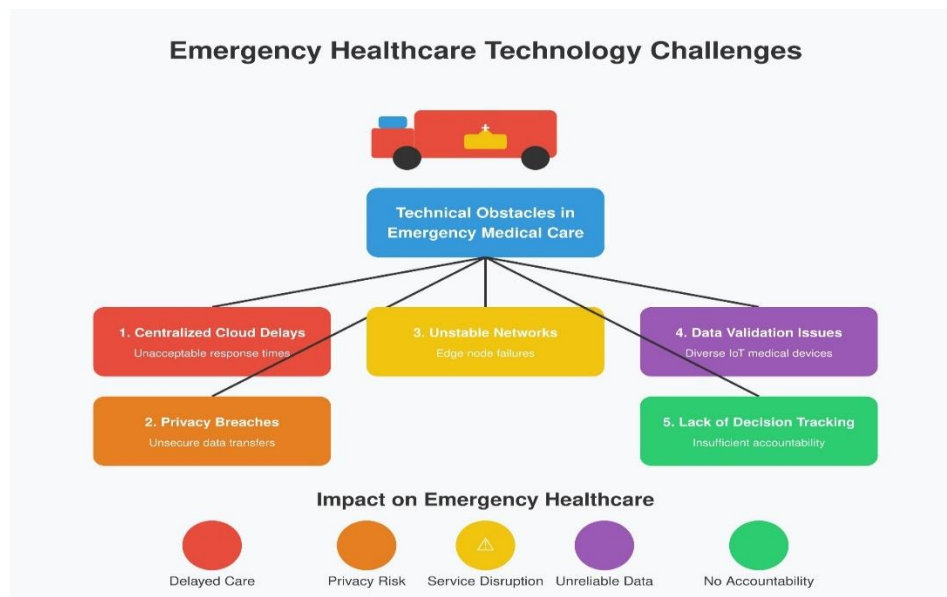 Emergency Healthcare Technology Challenges
Technical Obstacles in
Emergency Medical Care
1. Centralized Cloud Delays
Unacceptable response times
3. Unstable Networks
Edge node failures
4. Data Validation Issues
Diverse IoT medical devices
2. Privacy Breaches
Unsecure data transfers
5. Lack of Decision Tracking
Insufficient accountability
Impact on Emergency Healthcare
Delayed Care
Privacy Risk
Service Disruption
Unreliable Data
No Accountability